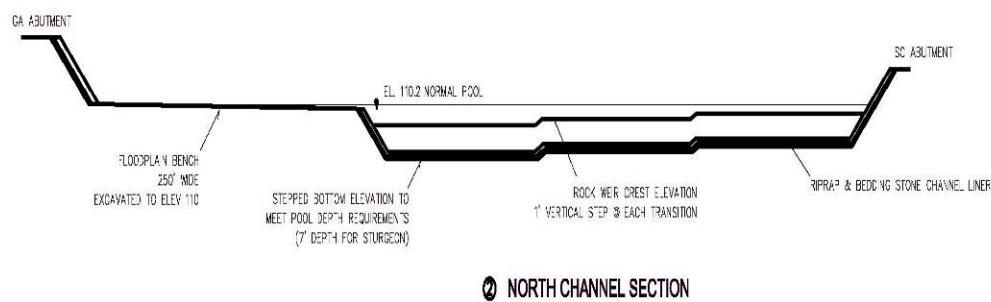 GA ABUTMENT
SC ABUTMENT
EL. 110.2 NORMAL POOL
FLOODPLAIN BENCH
250' WIDE
EXCAVATED TO ELEV 110
STEPPED BOTTOM ELEVATION TO
MEET POOL DEPTH REQUIREMENTS
(7' DEPTH FOR STURGEON)
ROCK WEIR CREST ELEVATION
1' VERTICAL STEP @ EACH TRANSITION
RIPRAP & BEDDING STONE CHANNEL LINER
2 NORTH CHANNEL SECTION